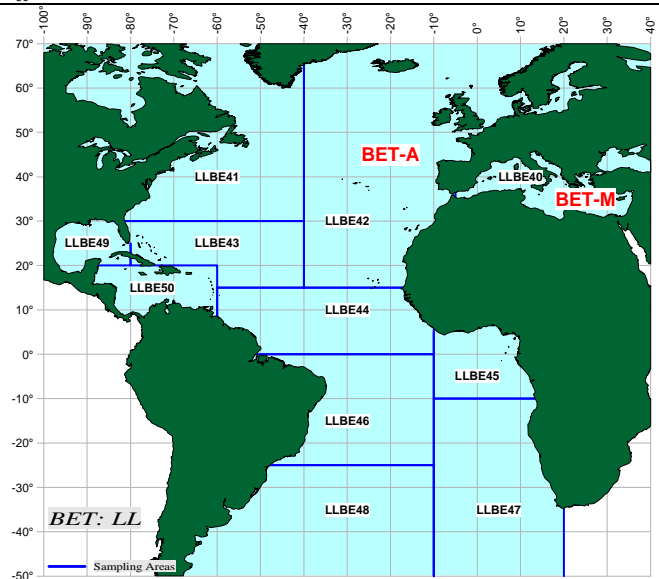 -100° -90° -80° -70° -60° -50° -40° -30° -20° -10° 0° 10° 20° 30° 40°
70°
60°
50°
BET-A
40°
LLBE41
LLBE40
BET-M
30°
LLBE42
LLBE49
LLBE43
20°
LLBE50
10°
LLBE44
0°
LLBE45
-10°
LLBE46
-20°
-30°
LLBE48
LLBE47
BET: LL
-40°
Sampling Areas
-50°